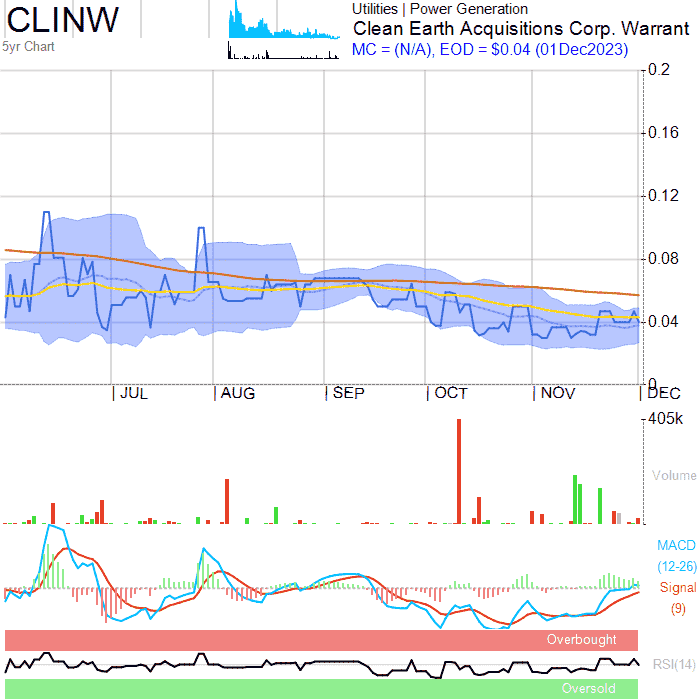 CLINW
5yr Chart
Utilities | Power Generation
Clean Earth Acquisitions Corp. Warrant
MC = (N/A), EOD = $0.04 (01Dec2023)
0.2
0.16
0.12
0.08
0.04
0
JUL AUG SEP OCT NOV DEC
405k
Volume
MACD
(12-26)
Signal
(9)
Overbought
RSI(14)
Oversold